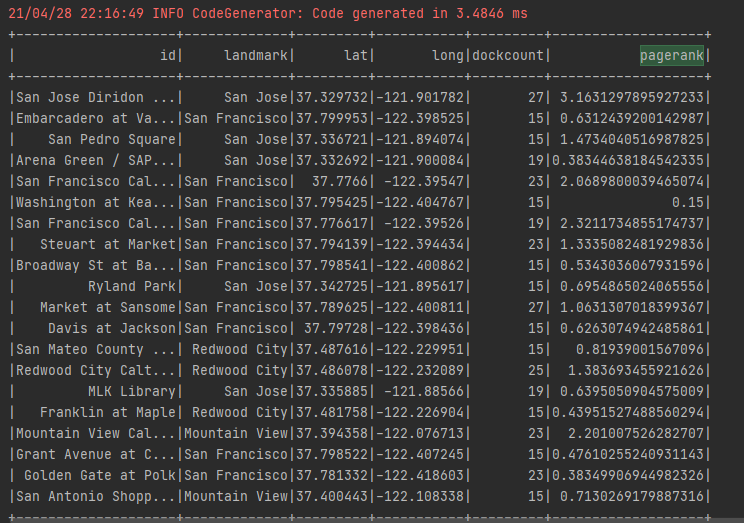 21/04/28 22:16:49 INFO CodeGenerator: Code generated in 3.4846 ms
+--------------------+-------------+---------+-----------+---------+-------------------+
|                  id|     landmark|      lat|       long|dockcount|           pagerank|
+--------------------+-------------+---------+-----------+---------+-------------------+
|San Jose Diridon ...|     San Jose|37.329732|-121.901782|       27| 3.1631297895927233|
|Embarcadero at Va...|San Francisco|37.799953|-122.398525|       15| 0.6312439200142987|
|    San Pedro Square|     San Jose|37.336721|-121.894074|       15| 1.4734040516987825|
|Arena Green / SAP...|     San Jose|37.332692|-121.900084|       19|0.38344638184542335|
|San Francisco Cal...|San Francisco|  37.7766| -122.39547|       23| 2.0689800039465074|
|Washington at Kea...|San Francisco|37.795425|-122.404767|       15|               0.15|
|San Francisco Cal...|San Francisco|37.776617| -122.39526|       19| 2.3211734855174737|
|   Steuart at Market|San Francisco|37.794139|-122.394434|       23| 1.3335082481929836|
|Broadway St at Ba...|San Francisco|37.798541|-122.400862|       15| 0.5343036067931596|
|         Ryland Park|     San Jose|37.342725|-121.895617|       15| 0.6954865024065556|
|   Market at Sansome|San Francisco|37.789625|-122.400811|       27| 1.0631307018399367|
|    Davis at Jackson|San Francisco| 37.79728|-122.398436|       15| 0.6263074942485861|
|San Mateo County ...| Redwood City|37.487616|-122.229951|       15|   0.81939001567096|
|Redwood City Calt...| Redwood City|37.486078|-122.232089|       25|  1.383693455921626|
|         MLK Library|     San Jose|37.335885| -121.88566|       19| 0.6395050904575009|
|   Franklin at Maple| Redwood City|37.481758|-122.226904|       15|0.43951527488560294|
|Mountain View Cal...|Mountain View|37.394358|-122.076713|       23|  2.201007526282707|
|Grant Avenue at C...|San Francisco|37.798522|-122.407245|       15|0.47610255240931143|
| Golden Gate at Polk|San Francisco|37.781332|-122.418603|       23|0.38349906944982326|
|San Antonio Shopp...|Mountain View|37.400443|-122.108338|       15| 0.7130269179887316|
+--------------------+-------------+---------+-----------+---------+-------------------+